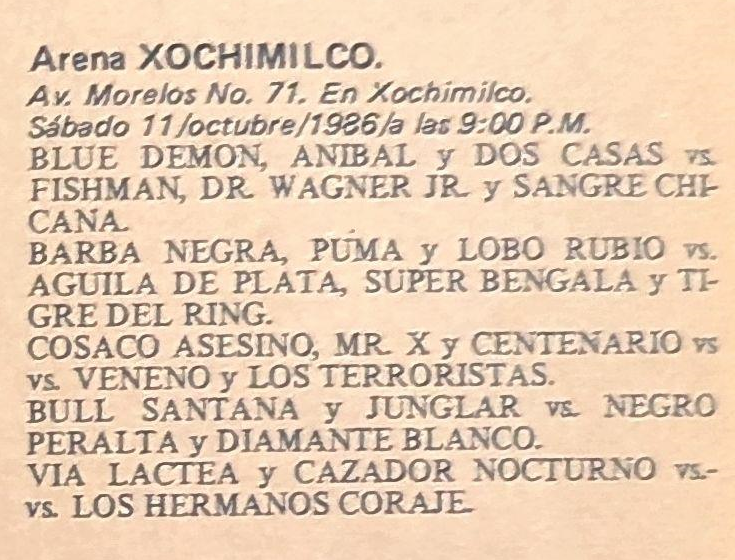 Arena XOCHIMILCO.
Av. Morelos No. 71. En Xochimilco.
Sábado 11/octubre/1986/a las 9:00 P.M.
BLUE DEMON, ANIBAL y DOS CASAS vs.
FISHMAN, DR. WAGNER JR. y SANGRE CHI-
CANA.
BARBA NEGRA, PUMA y LOBO RUBIO vs.
AGUILA DE PLATA, SUPER BENGALA y TI-
GRE DEL RING.
COSACO ASESINO, MR. X y CENTENARIO vs
vs. VENENO y LOS TERRORISTAS.
BULL SANTANA y JUNGLAR vs. NEGRO
PERALTA y DIAMANTE BLANCO.
VIA LACTEA y CAZADOR NOCTURNO vs.-
vs. LOS HERMANOS CORAJE.